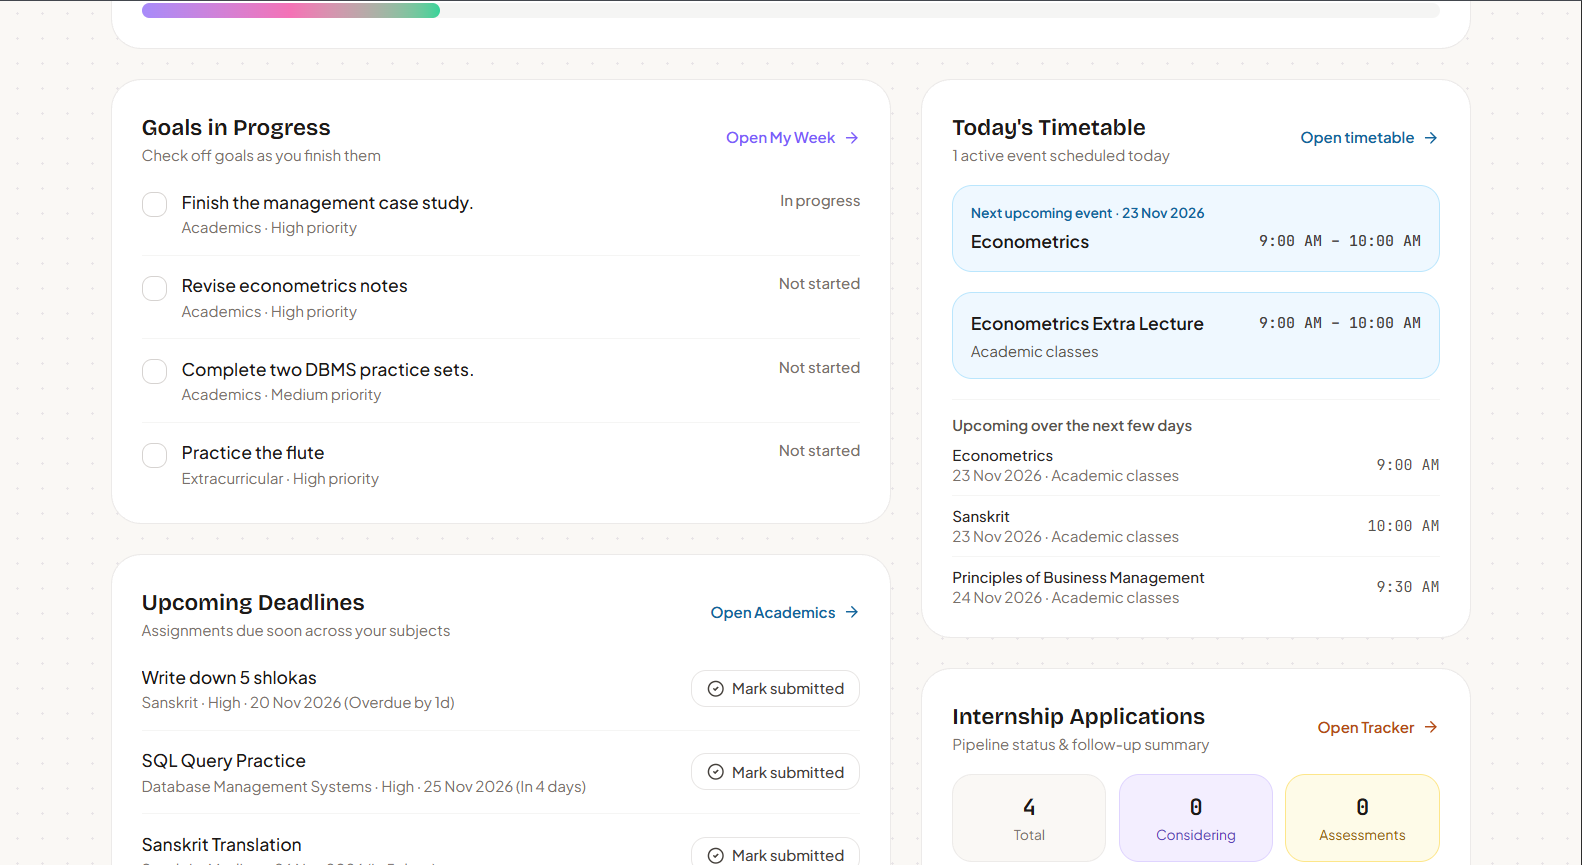 Goals in Progress
Check off goals as you finish them
Open My Week →
Finish the management case study.
In progress
Academics · High priority
Revise econometrics notes
Not started
Academics · High priority
Complete two DBMS practice sets.
Not started
Academics · Medium priority
Practice the flute
Not started
Extracurricular · High priority
Upcoming Deadlines
Assignments due soon across your subjects
Open Academics →
Write down 5 shlokas
Sanskrit · High · 20 Nov 2026 (Overdue by 1d)
Mark submitted
SQL Query Practice
Database Management Systems · High · 25 Nov 2026 (In 4 days)
Mark submitted
Sanskrit Translation
Mark submitted
Today's Timetable
1 active event scheduled today
Open timetable →
Next upcoming event · 23 Nov 2026
Econometrics
9:00 AM – 10:00 AM
Econometrics Extra Lecture
9:00 AM – 10:00 AM
Academic classes
Upcoming over the next few days
Econometrics
23 Nov 2026 · Academic classes
9:00 AM
Sanskrit
23 Nov 2026 · Academic classes
10:00 AM
Principles of Business Management
24 Nov 2026 · Academic classes
9:30 AM
Internship Applications
Pipeline status & follow-up summary
Open Tracker →
4
Total
0
Considering
0
Assessments